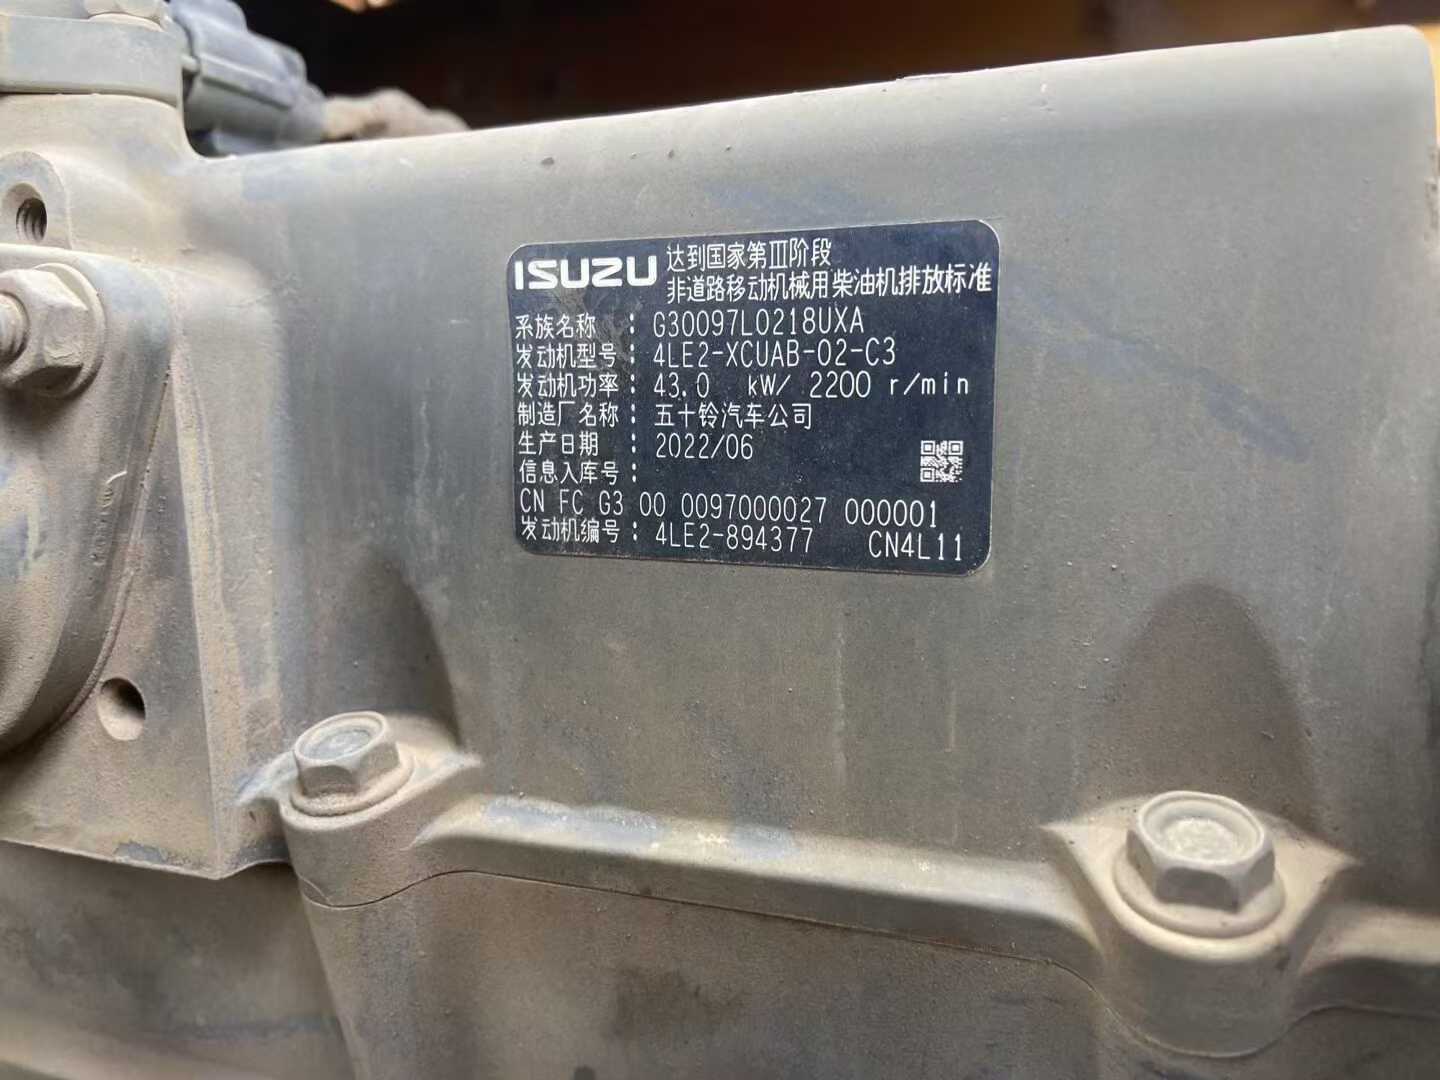 ISUZU 达到国家第Ⅲ阶段
非道路移动机械用柴油机排放标准
系族名称 : G30097L0218UXA
发动机型号 : 4LE2-XCUAB-02-C3
发动机功率 : 43.0 kW/ 2200 r/min
制造厂名称 : 五十铃汽车公司
生产日期 : 2022/06
信息入库号 :
CN FC G3 00 0097000027 000001
发动机编号 : 4LE2-894377 CN4L11